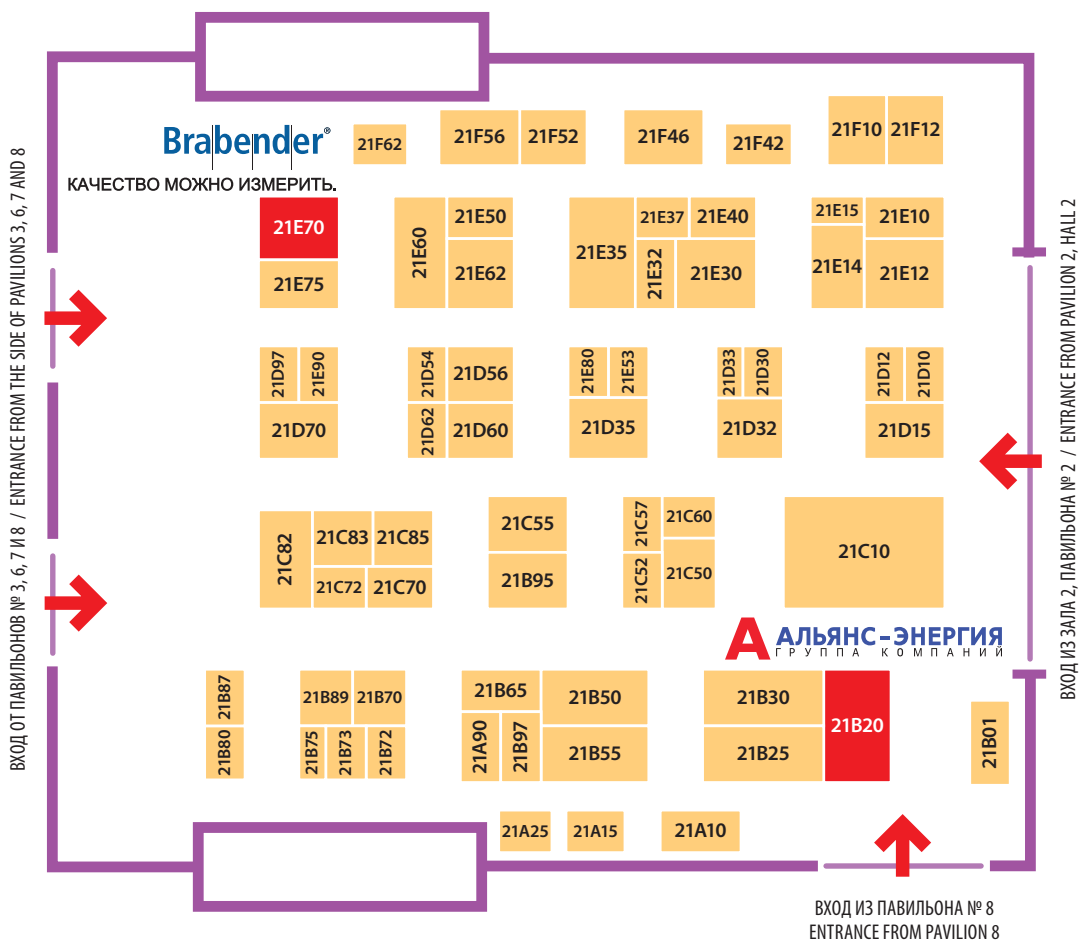 Brabender®
КАЧЕСТВО МОЖНО ИЗМЕРИТЬ.
21F62
21F56
21F52
21F46
21F42
21F10
21F12
21E70
21E75
21E60
21E50
21E62
21E35
21E37
21E40
21E32
21E30
21E15
21E10
21E14
21E12
21D97
21E90
21D70
21D54
21D56
21D62
21D60
21E80
21E53
21D35
21D33
21D30
21D32
21D12
21D10
21D15
21C82
21C83
21C85
21C72
21C70
21C55
21B95
21C57
21C60
21C52
21C50
21C10
А АЛЬЯНС-ЭНЕРГИЯ
ГРУППА КОМПАНИЙ
21B87
21B80
21B89
21B70
21B75
21B73
21B72
21B65
21A90
21B97
21B50
21B55
21B30
21B25
21B20
21B01
21A25
21A15
21A10
ВХОД ОТ ПАВИЛЬОНОВ № 3, 6, 7 И 8 / ENTRANCE FROM THE SIDE OF PAVILIONS 3, 6, 7 AND 8
ВХОД ИЗ ЗАЛА 2, ПАВИЛЬОНА № 2 / ENTRANCE FROM PAVILION 2, HALL 2
ВХОД ИЗ ПАВИЛЬОНА № 8
ENTRANCE FROM PAVILION 8